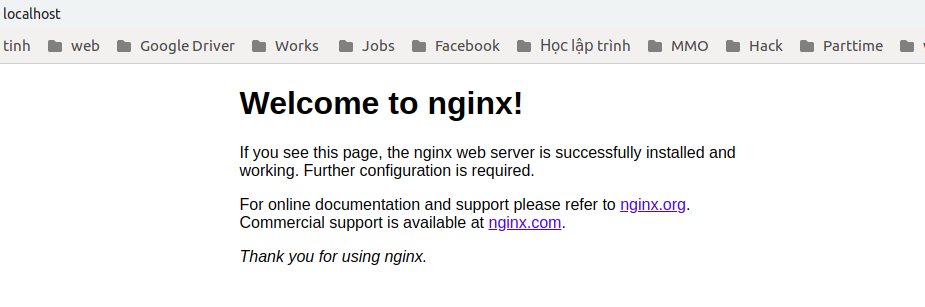 localhost
tinh web Google Driver Works Jobs Facebook Học lập trình MMO Hack Parttime
Welcome to nginx!
If you see this page, the nginx web server is successfully installed and
working. Further configuration is required.
For online documentation and support please refer to nginx.org.
Commercial support is available at nginx.com.
Thank you for using nginx.